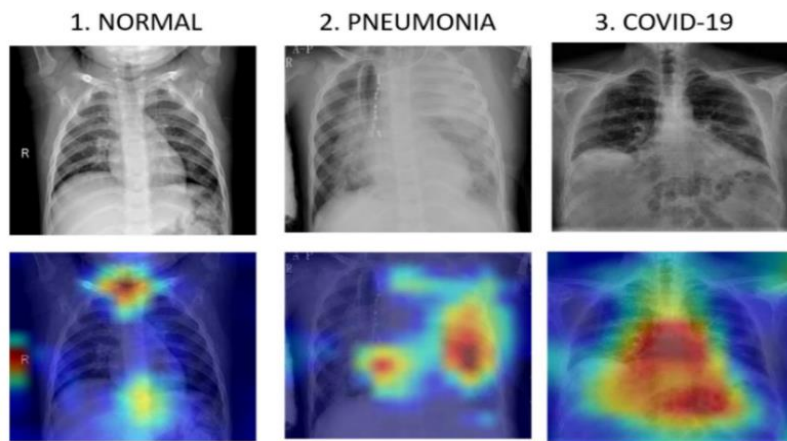 1. NORMAL
2. PNEUMONIA
3. COVID-19
R
A-P
R
R
A-P
R